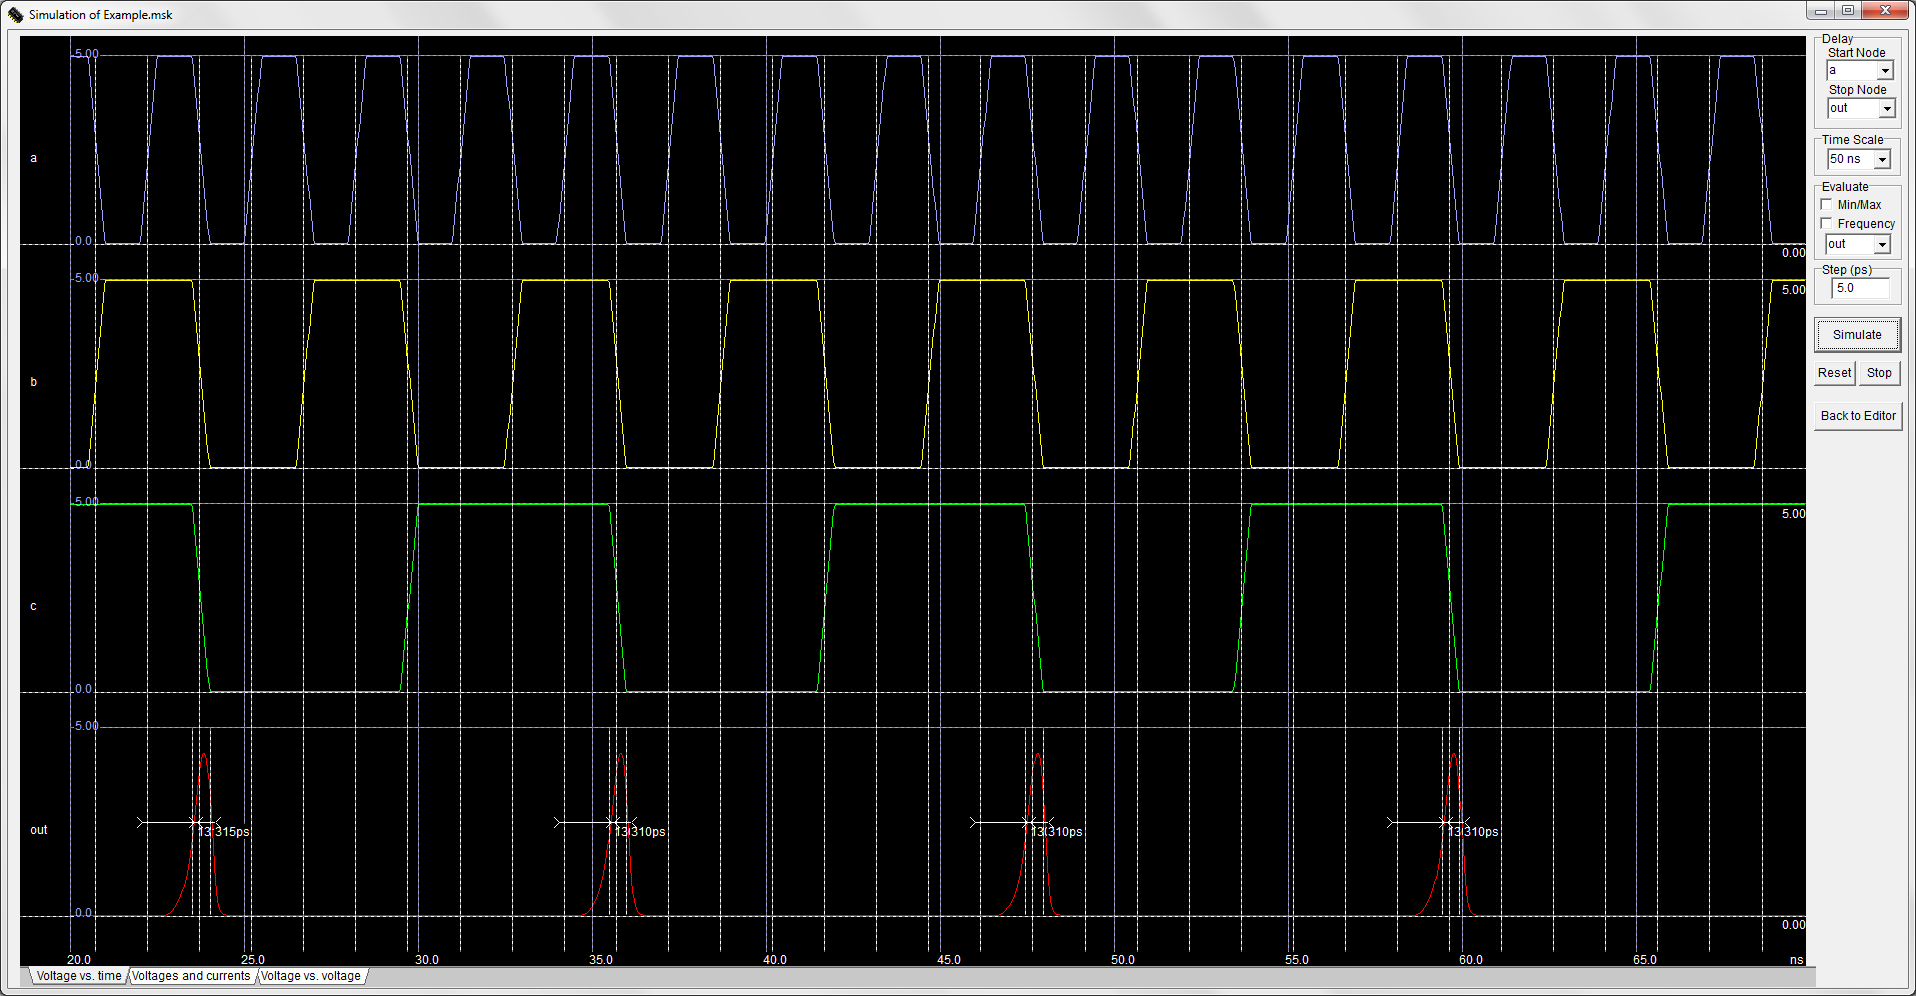 Simulation of Example.msk
5.00
a
0.0
0.00
5.00
5.00
b
0.0
5.00
5.00
c
0.0
5.00
out
315ps
310ps
310ps
310ps
0.0
0.00
20.0 25.0 30.0 35.0 40.0 45.0 50.0 55.0 60.0 65.0 ns
Voltage vs. time Voltages and currents Voltage vs. voltage
Delay
Start Node
a
Stop Node
out
Time Scale
50 ns
Evaluate
Min/Max
Frequency
out
Step (ps)
5.0
Simulate
Reset Stop
Back to Editor